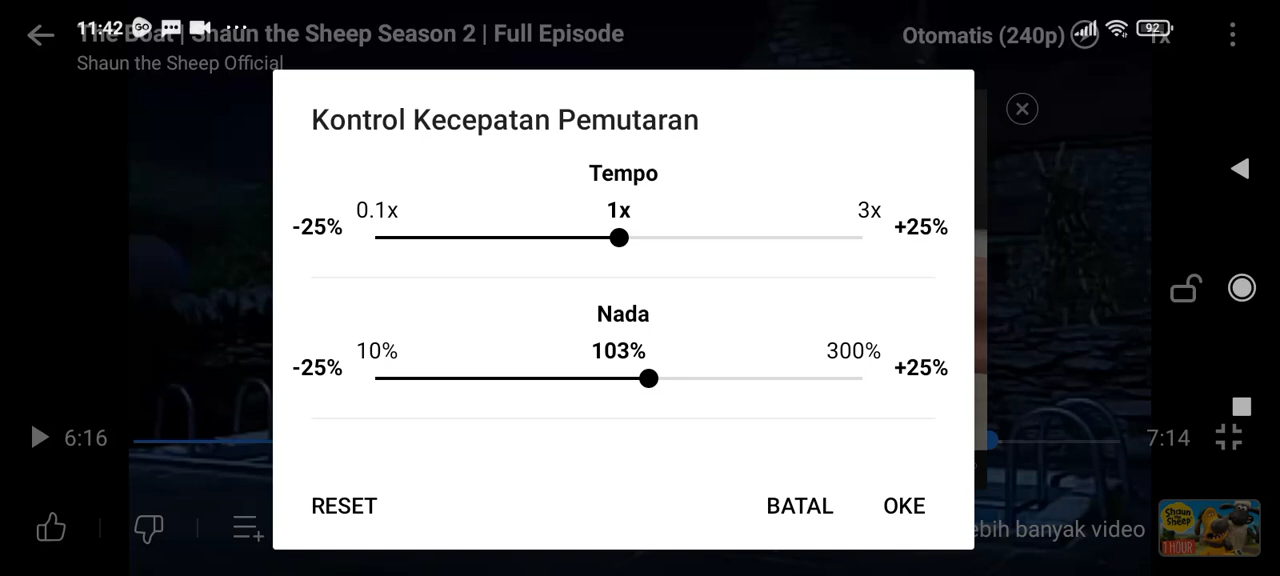 11:42
92
The Boat | Shaun the Sheep Season 2 | Full Episode
Shaun the Sheep Official
Otomatis (240p)
1x
Kontrol Kecepatan Pemutaran
Tempo
-25%
0.1x
1x
3x
+25%
Nada
-25%
10%
103%
300%
+25%
6:16
7:14
RESET
BATAL
OKE
ebih banyak video
Shaun the Sheep
1 HOUR